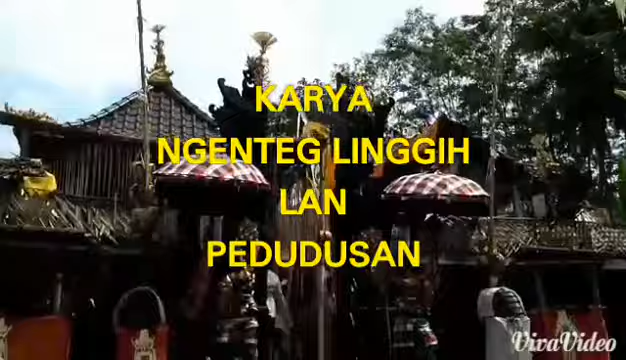 KARYA
NGENTEG LINGGIH
LAN
PEDUDUSAN
VivaVideo